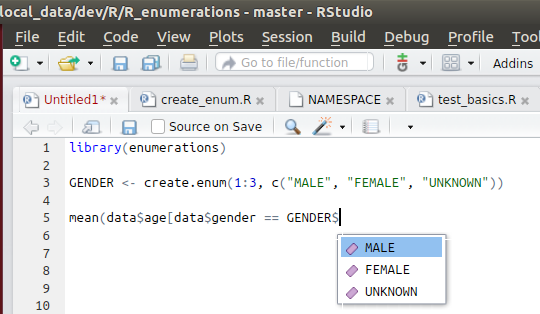 local_data/dev/R/R_enumerations - master - RStudio
File Edit Code View Plots Session Build Debug Profile Too
Go to file/function Addins
Untitled1* create_enum.R NAMESPACE test_basics.R
Source on Save
1 library(enumerations)
2
3 GENDER <- create.enum(1:3, c("MALE", "FEMALE", "UNKNOWN"))
4
5 mean(data$age[data$gender == GENDER$
6
7 MALE
8 FEMALE
9 UNKNOWN
10